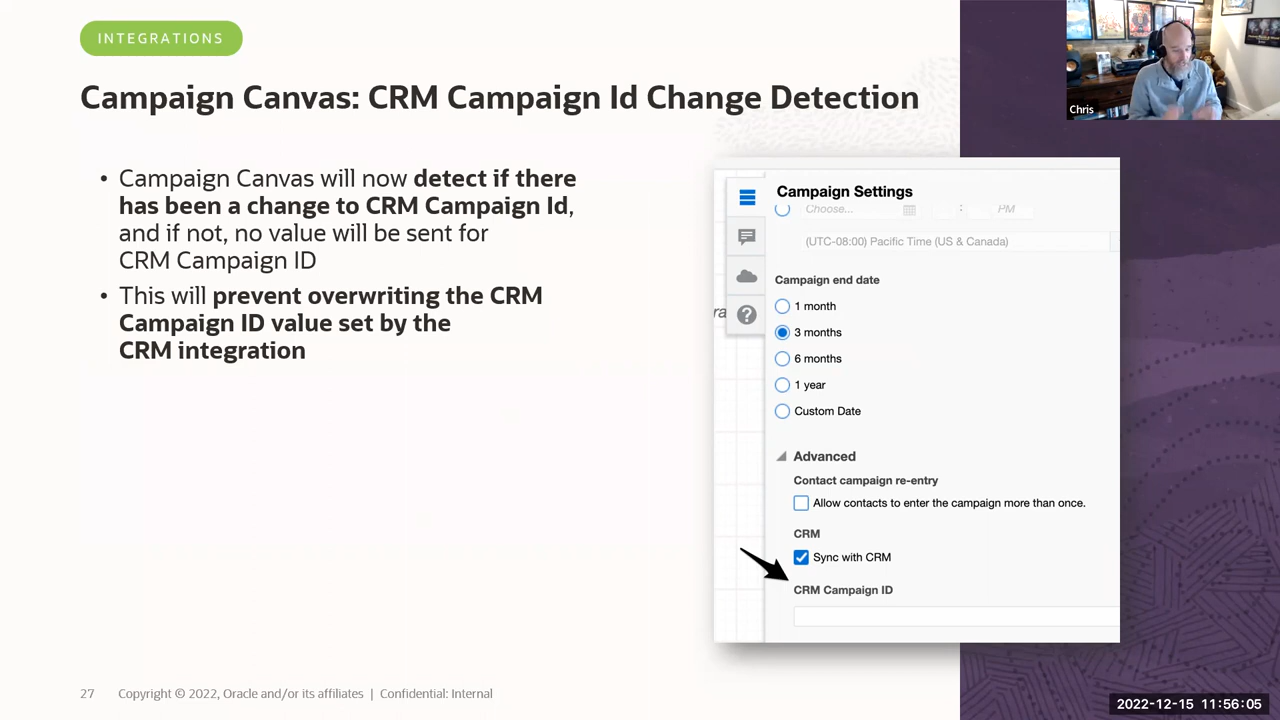 INTEGRATIONS
Campaign Canvas: CRM Campaign Id Change Detection
• Campaign Canvas will now detect if there
has been a change to CRM Campaign Id,
and if not, no value will be sent for
CRM Campaign ID
• This will prevent overwriting the CRM
Campaign ID value set by the
CRM integration
Chris
Campaign Settings
Choose...
: PM
(UTC-08:00) Pacific Time (US & Canada)
ra
Campaign end date
1 month
3 months
6 months
1 year
Custom Date
Advanced
Contact campaign re-entry
Allow contacts to enter the campaign more than once.
CRM
Sync with CRM
CRM Campaign ID
27 Copyright © 2022, Oracle and/or its affiliates | Confidential: Internal
2022-12-15 11:56:05